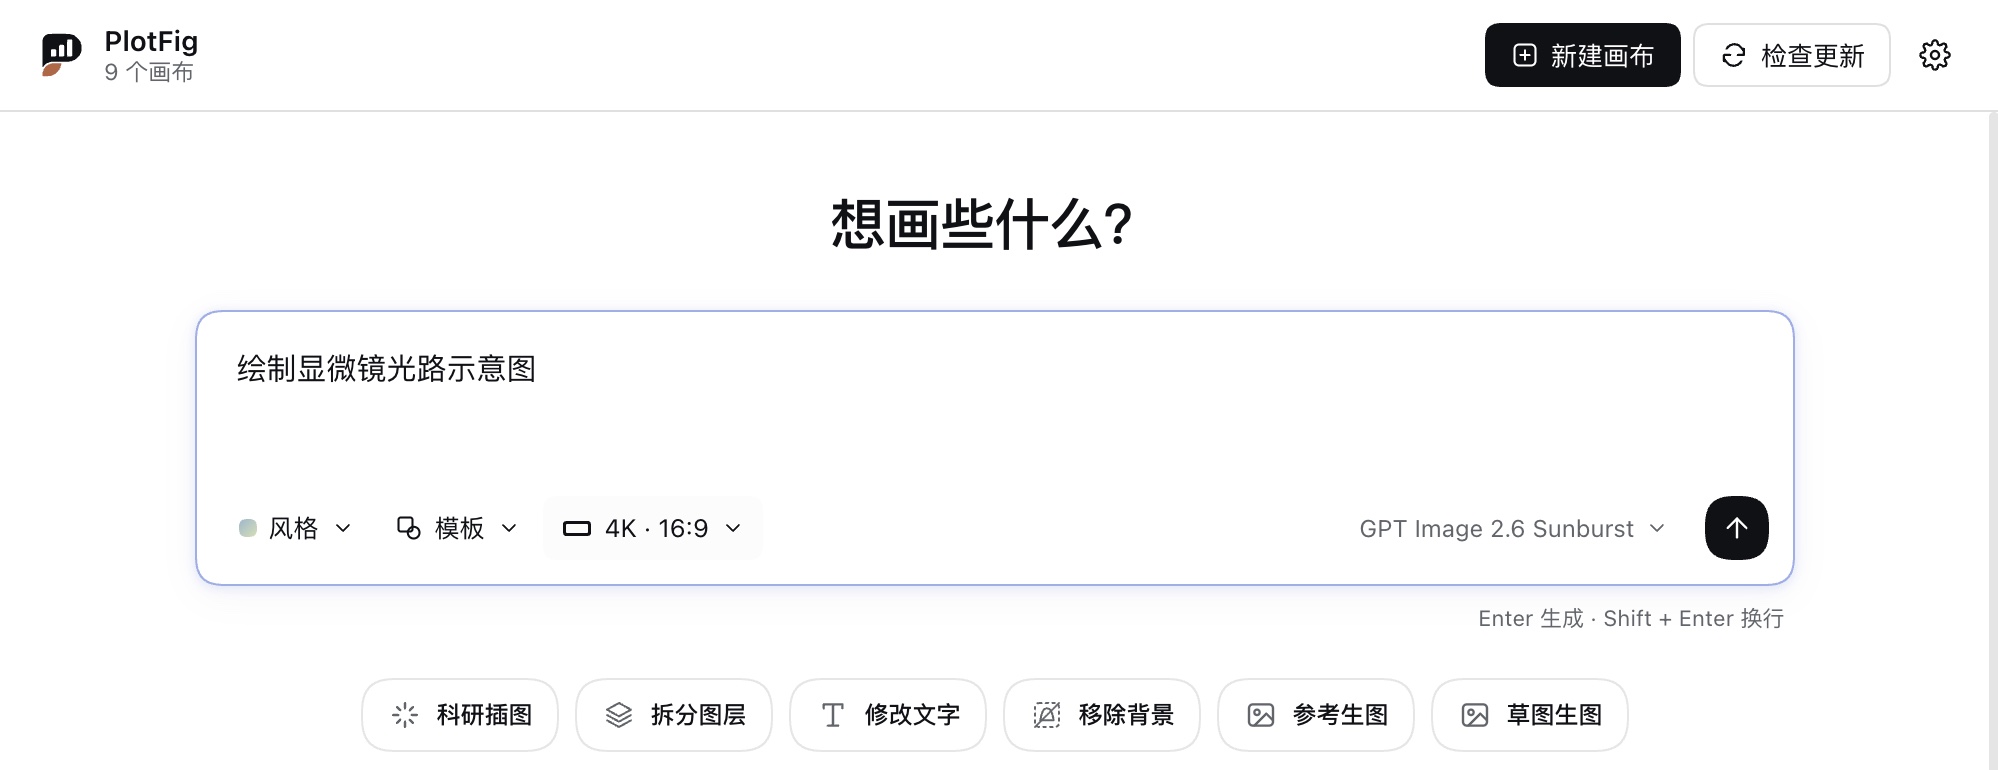 PlotFig
9 个画布
新建画布
检查更新
想画些什么?
绘制显微镜光路示意图
风格
模板
4K · 16:9
GPT Image 2.6 Sunburst
Enter 生成 · Shift + Enter 换行
科研插图
拆分图层
修改文字
移除背景
参考生图
草图生图